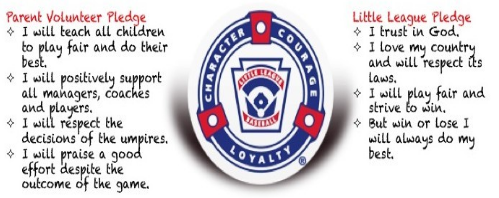 Parent Volunteer Pledge
✧ I will teach all children
to play fair and do their
best.
✧ I will positively support
all managers, coaches
and players.
✧ I will respect the
decisions of the umpires.
✧ I will praise a good
effort despite the
outcome of the game.
CHARACTER
COURAGE
LOYALTY
LITTLE LEAGUE
BASEBALL
®
Little League Pledge
✧ I trust in God.
✧ I love my country
and will respect its
laws.
✧ I will play fair and
strive to win.
✧ But win or lose I
will always do my
best.